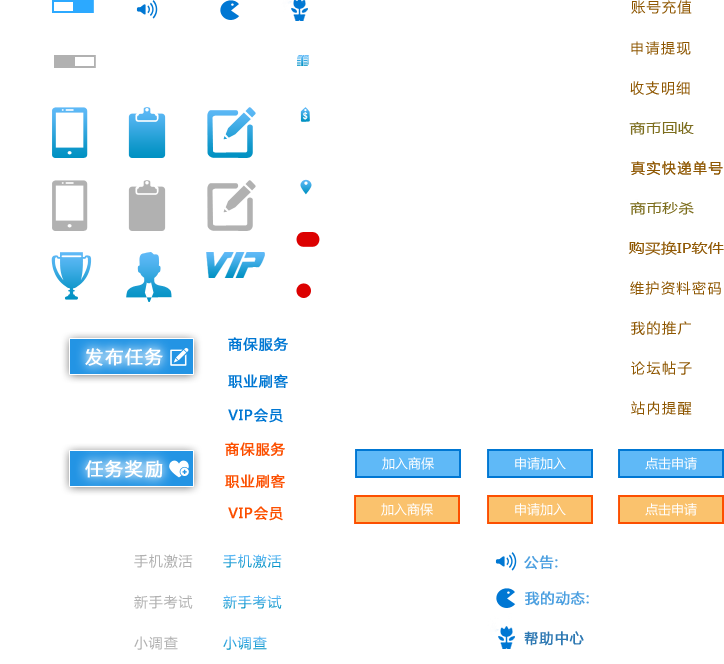 账号充值
申请提现
收支明细
商币回收
真实快递单号
商币秒杀
购买换IP软件
维护资料密码
我的推广
论坛帖子
站内提醒
$
VIP
发布任务
商保服务
职业刷客
VIP会员
任务奖励
商保服务
职业刷客
VIP会员
加入商保 申请加入 点击申请
加入商保 申请加入 点击申请
手机激活 手机激活
新手考试 新手考试
小调查 小调查
公告:
我的动态:
帮助中心